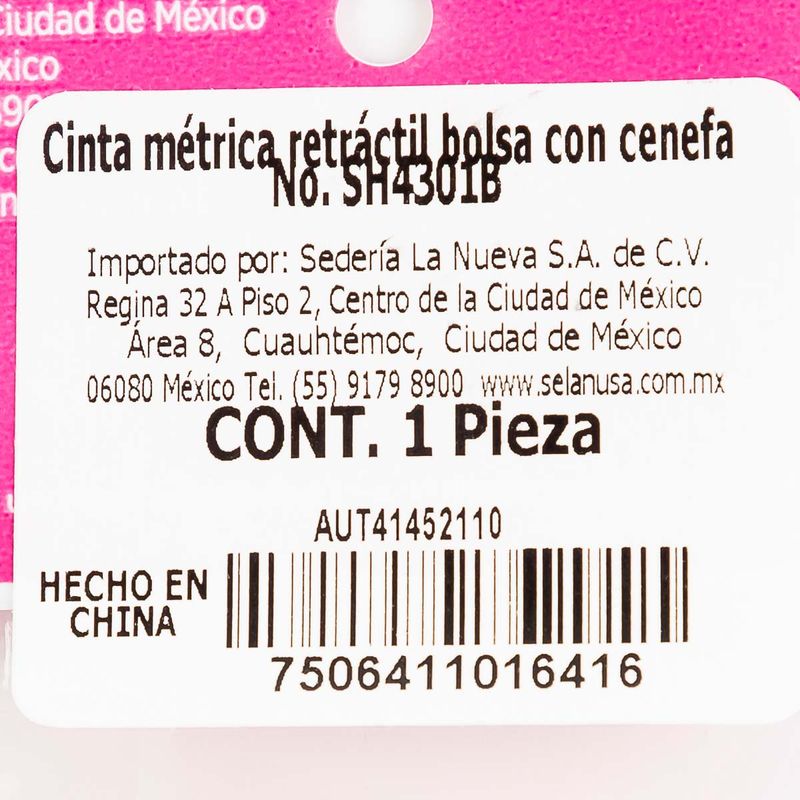 Ciudad de México
xico
Cinta métrica retráctil bolsa con cenefa
No. SH4301B
Importado por: Sedería La Nueva S.A. de C.V.
Regina 32 A Piso 2, Centro de la Ciudad de México
Área 8, Cuauhtémoc, Ciudad de México
06080 México Tel. (55) 9179 8900 www.selanusa.com.mx
CONT. 1 Pieza
AUT41452110
HECHO EN
CHINA
7506411016416